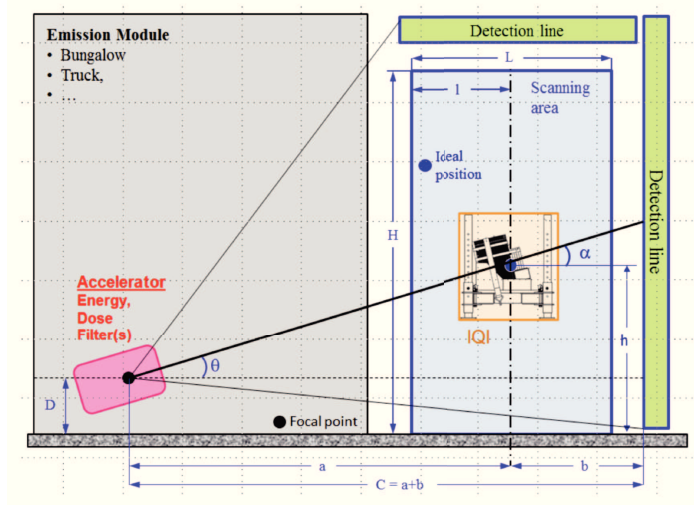 Emission Module
• Bungalow
• Truck,
• ...
Detection line
L
l
Scanning
area
Ideal
position
H
Detection line
α
IQI
h
Accelerator
Energy,
Dose
Filter(s)
θ
D
Focal point
a
b
C = a+b